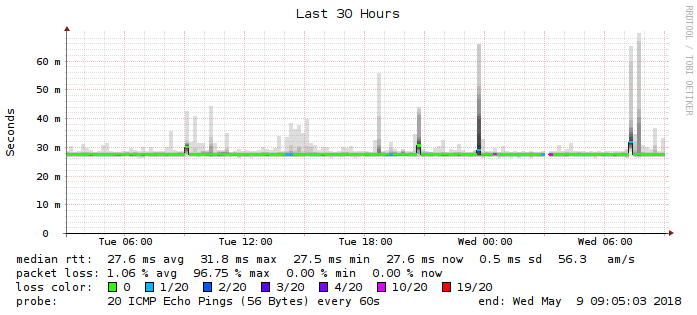 Last 30 Hours
RRDTOOL / TOBI OETIKER
Seconds
60 m
50 m
40 m
30 m
20 m
10 m
0
Tue 06:00 Tue 12:00 Tue 18:00 Wed 00:00 Wed 06:00
median rtt: 27.6 ms avg 31.8 ms max 27.5 ms min 27.6 ms now 0.5 ms sd 56.3 am/s
packet loss: 1.06 % avg 96.75 % max 0.00 % min 0.00 % now
loss color: 0 1/20 2/20 3/20 4/20 10/20 19/20
probe: 20 ICMP Echo Pings (56 Bytes) every 60s end: Wed May 9 09:05:03 2018